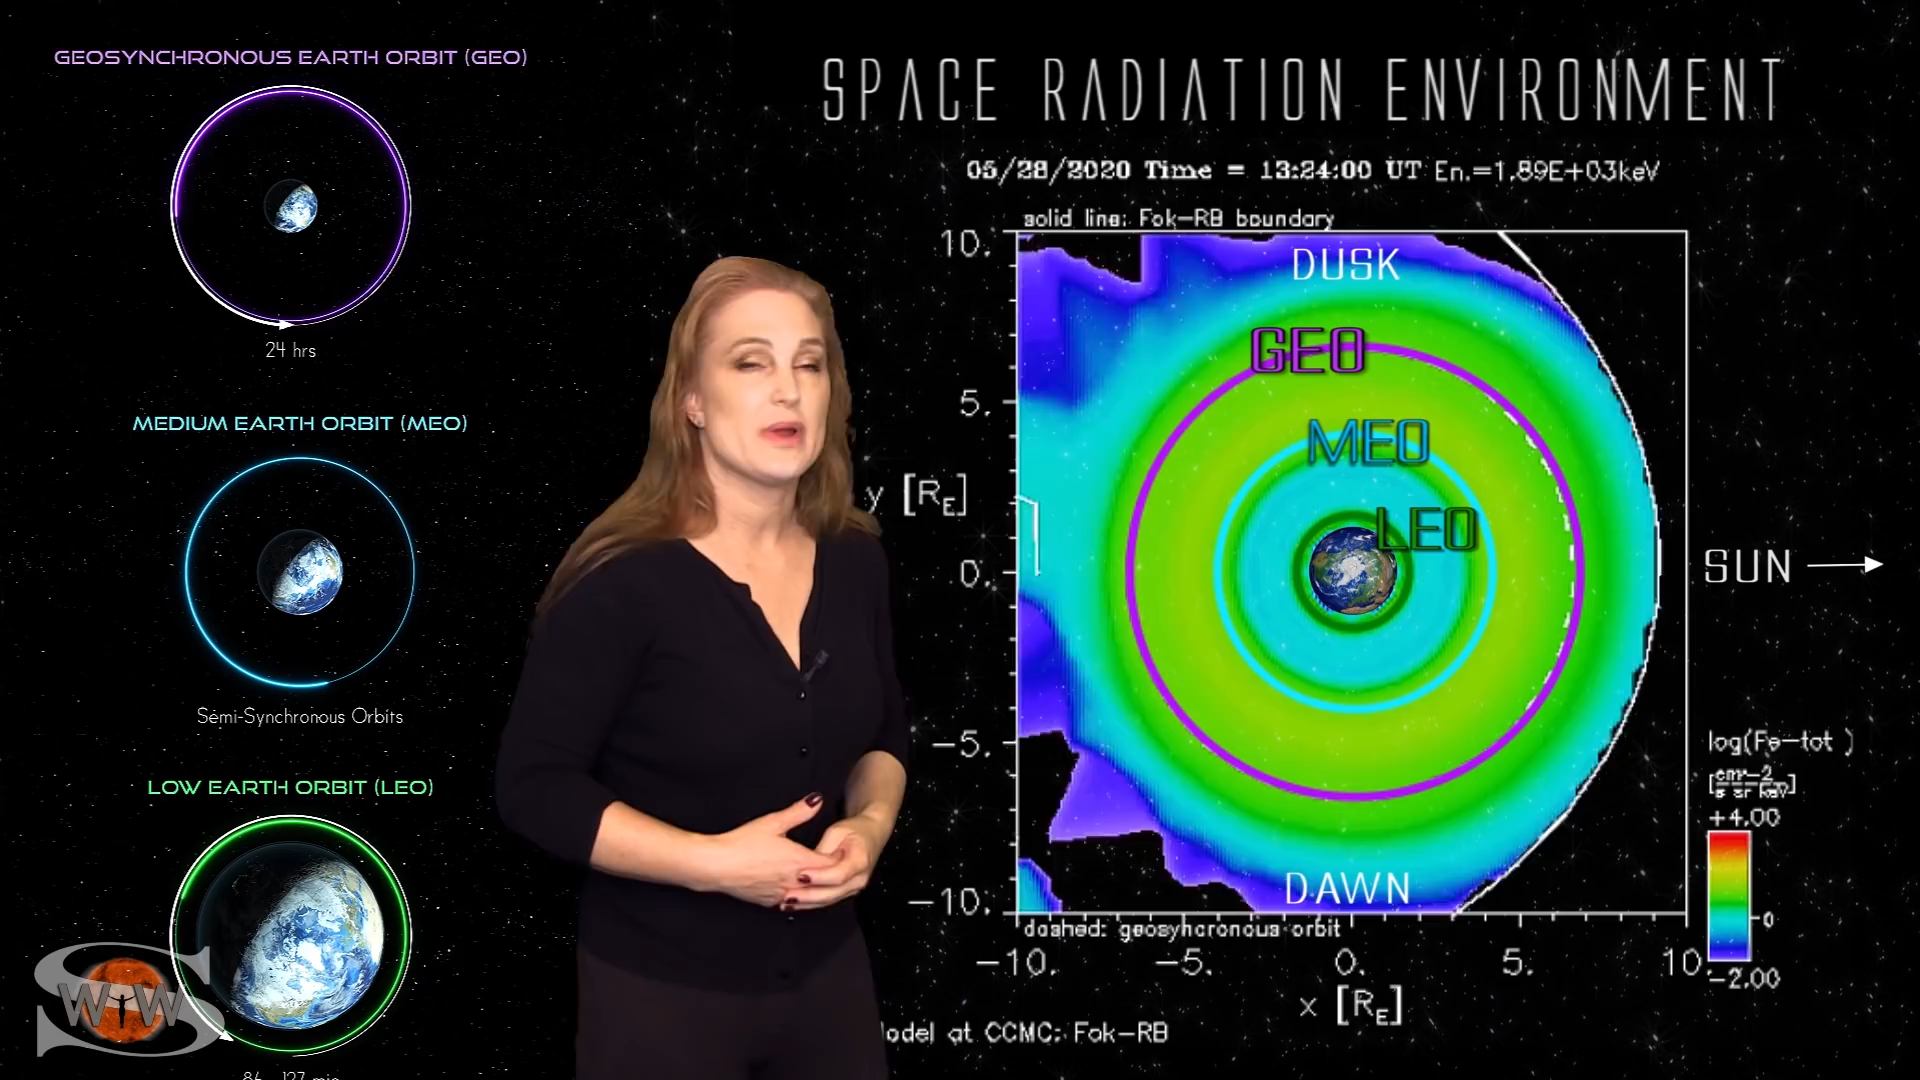 GEOSYNCHRONOUS EARTH ORBIT (GEO)
24 hrs
MEDIUM EARTH ORBIT (MEO)
Semi-Synchronous Orbits
LOW EARTH ORBIT (LEO)
SWW
SPACE RADIATION ENVIRONMENT
05/28/2020 Time = 13:24:00 UT En.=1.89E+03keV
solid line: Fok-RB boundary
10.
5.
y [RE]
0.
-5.
-10.
DUSK
GEO
MEO
LEO
DAWN
SUN
dashed: geosyhcronous orbit
-10. -5. 0. 5. 10.
x [RE]
log(Fe-tot )
+4.00
0
-2.00
at CCMC: Fok-RB